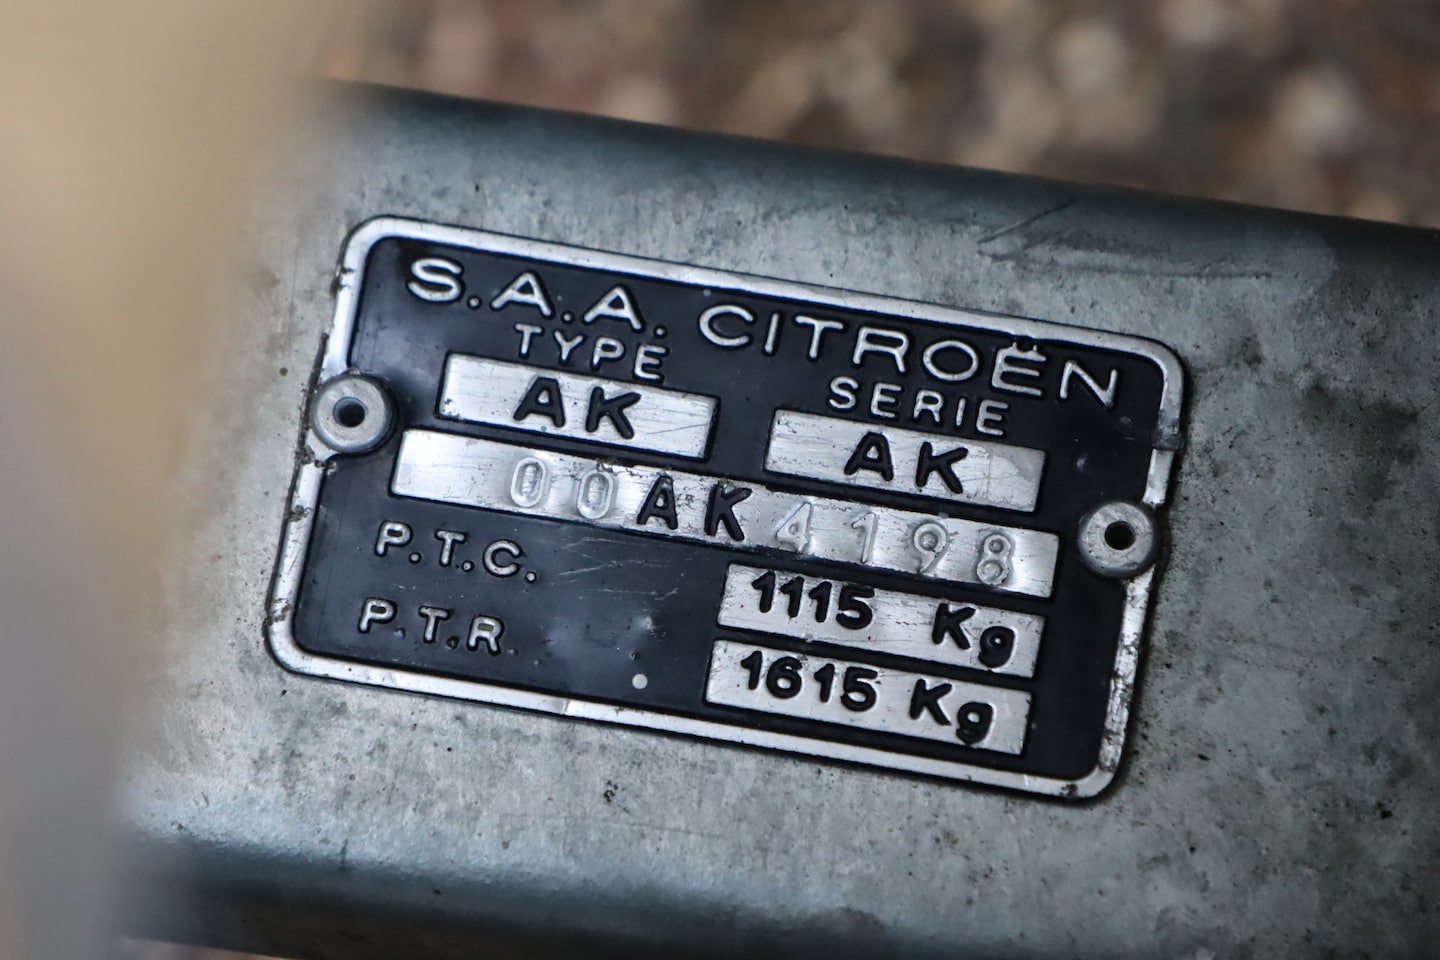 S.A.A. CITROËN
TYPE SERIE
AK AK
00AK4198
P.T.C. 1115 Kg
P.T.R. 1615 Kg